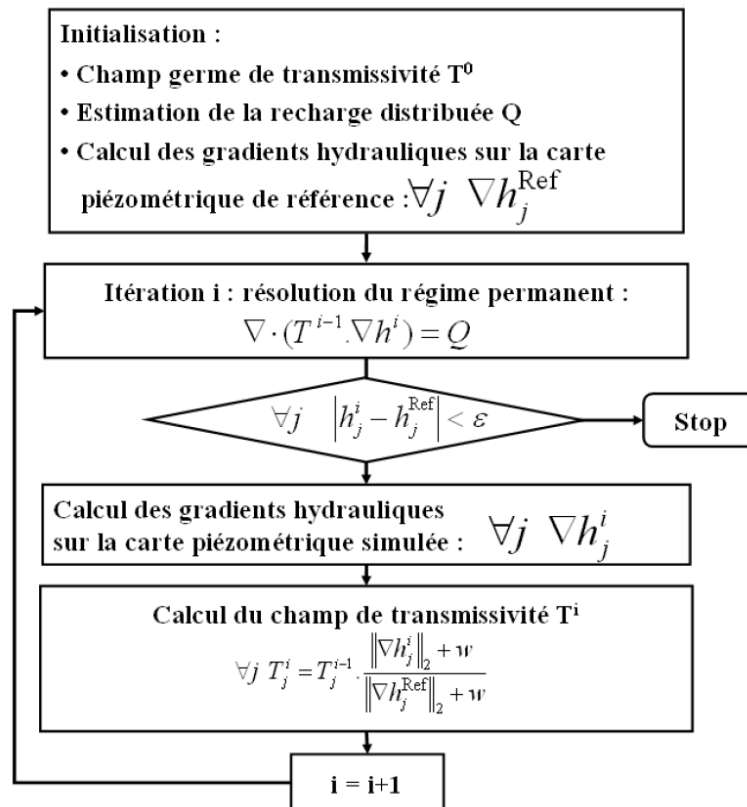 Initialisation :
• Champ germe de transmissivité T⁰
• Estimation de la recharge distribuée Q
• Calcul des gradients hydrauliques sur la carte
piézométrique de référence : ∀j ∇h_j^Ref
Itération i : résolution du régime permanent :
∇·(T^{i−1}.∇h^i) = Q
∀j |h_j^i − h_j^Ref| < ε
Stop
Calcul des gradients hydrauliques
sur la carte piézométrique simulée : ∀j ∇h_j^i
Calcul du champ de transmissivité T^i
∀j T_j^i = T_j^{i−1} . (‖∇h_j^i‖_2 + w) / (‖∇h_j^Ref‖_2 + w)
i = i+1